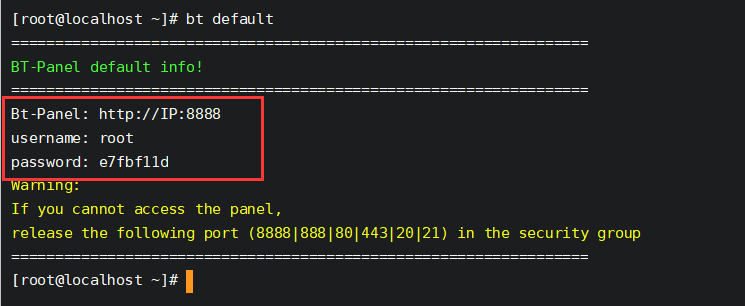 [root@localhost ~]# bt default
==================================================================
BT-Panel default info!
==================================================================
Bt-Panel: http://IP:8888
username: root
password: e7fbf11d
Warning:
If you cannot access the panel,
release the following port (8888|888|80|443|20|21) in the security group
==================================================================
[root@localhost ~]#